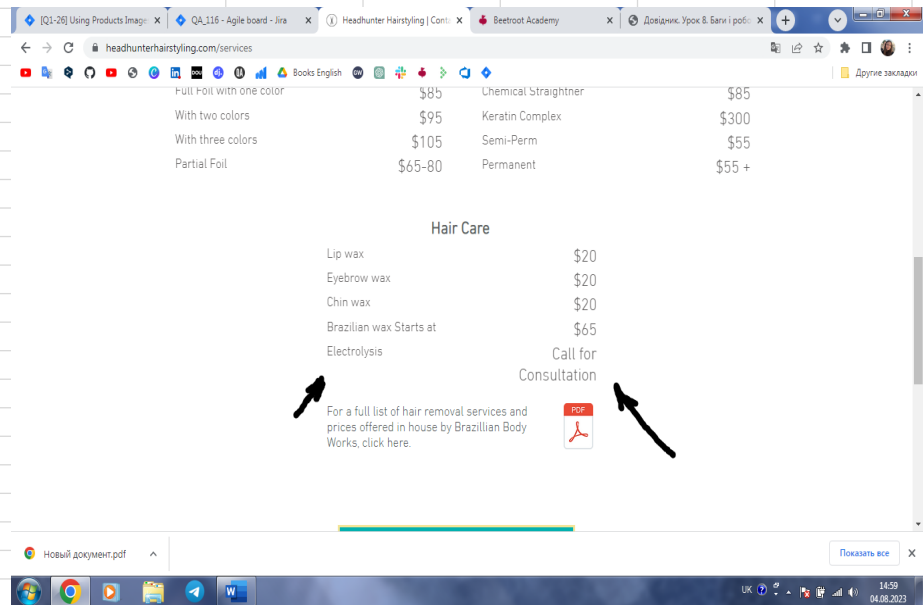 [Q1-26] Using Products Image
QA_116 - Agile board - Jira
Headhunter Hairstyling | Conta
Beetroot Academy
Довідник. Урок 8. Баги і робо
headhunterhairstyling.com/services
Books English
Другие закладки
Full Foil with one color $85 Chemical Straightner $85
With two colors $95 Keratin Complex $300
With three colors $105 Semi-Perm $55
Partial Foil $65-80 Permanent $55 +
Hair Care
Lip wax $20
Eyebrow wax $20
Chin wax $20
Brazilian wax Starts at $65
Electrolysis Call for
Consultation
For a full list of hair removal services and
prices offered in house by Brazillian Body
Works, click here.
PDF
Новый документ.pdf
Показать все
UK
14:59
04.08.2023